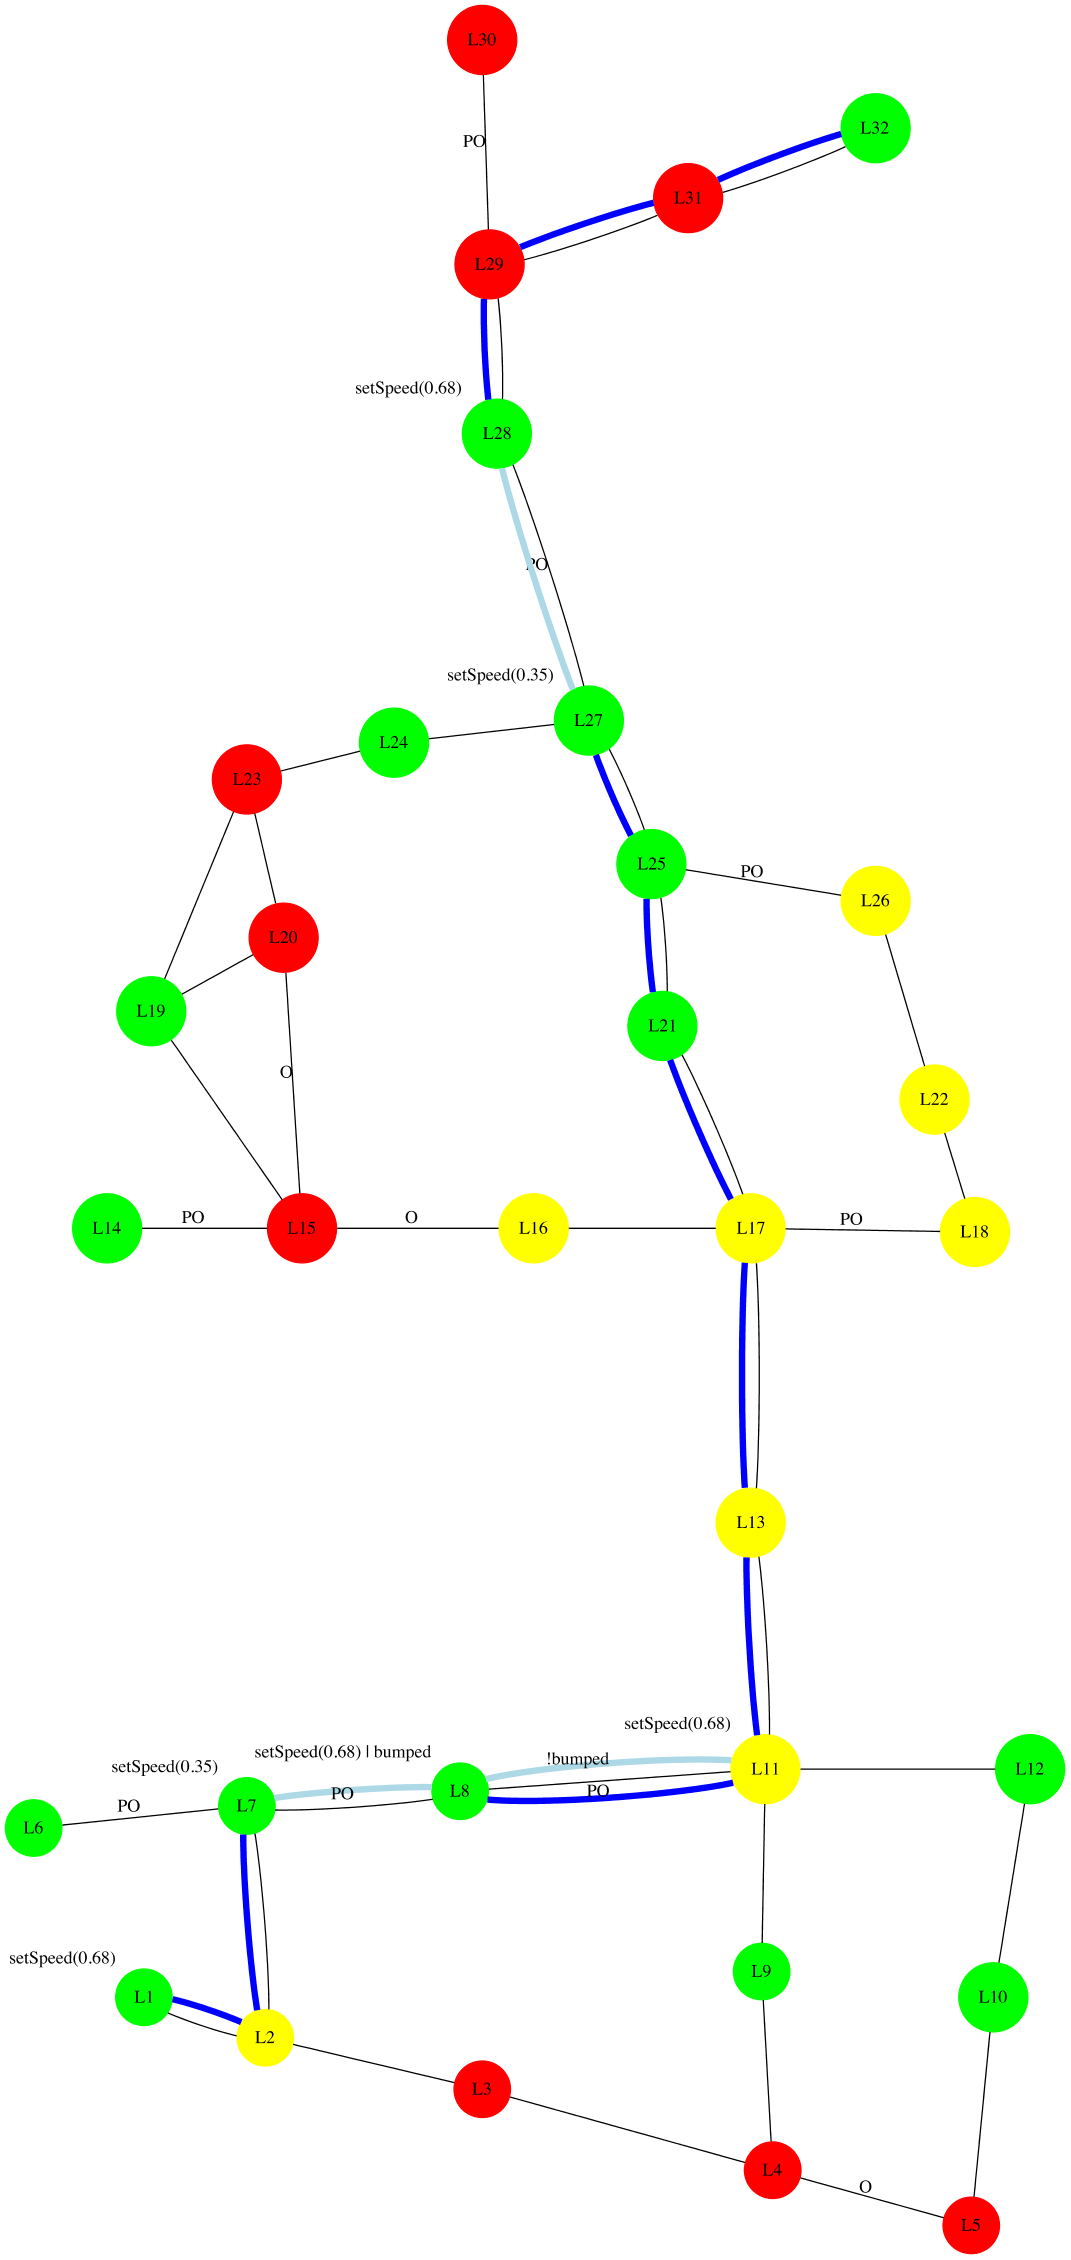 L30
L32
PO
L31
L29
setSpeed(0.68)
L28
PO
setSpeed(0.35)
L27
L24
L23
L25
PO
L26
L20
L19
L21
O
L22
L14
PO
L15
O
L16
L17
PO
L18
L13
setSpeed(0.68)
setSpeed(0.68) | bumped
!bumped
setSpeed(0.35)
L11
L12
PO
L7
PO
L8
PO
L6
setSpeed(0.68)
L9
L1
L10
L2
L3
L4
O
L5